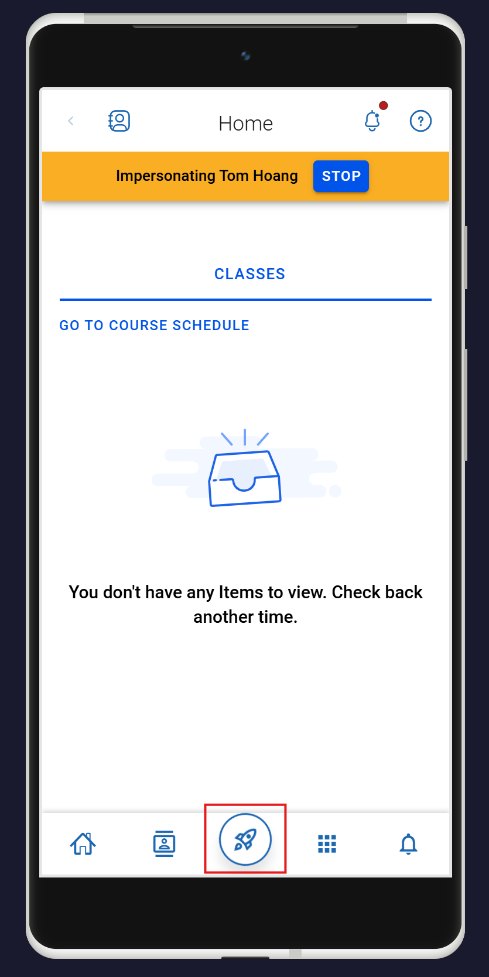 Home
Impersonating Tom Hoang STOP
CLASSES
GO TO COURSE SCHEDULE
You don't have any Items to view. Check back
another time.